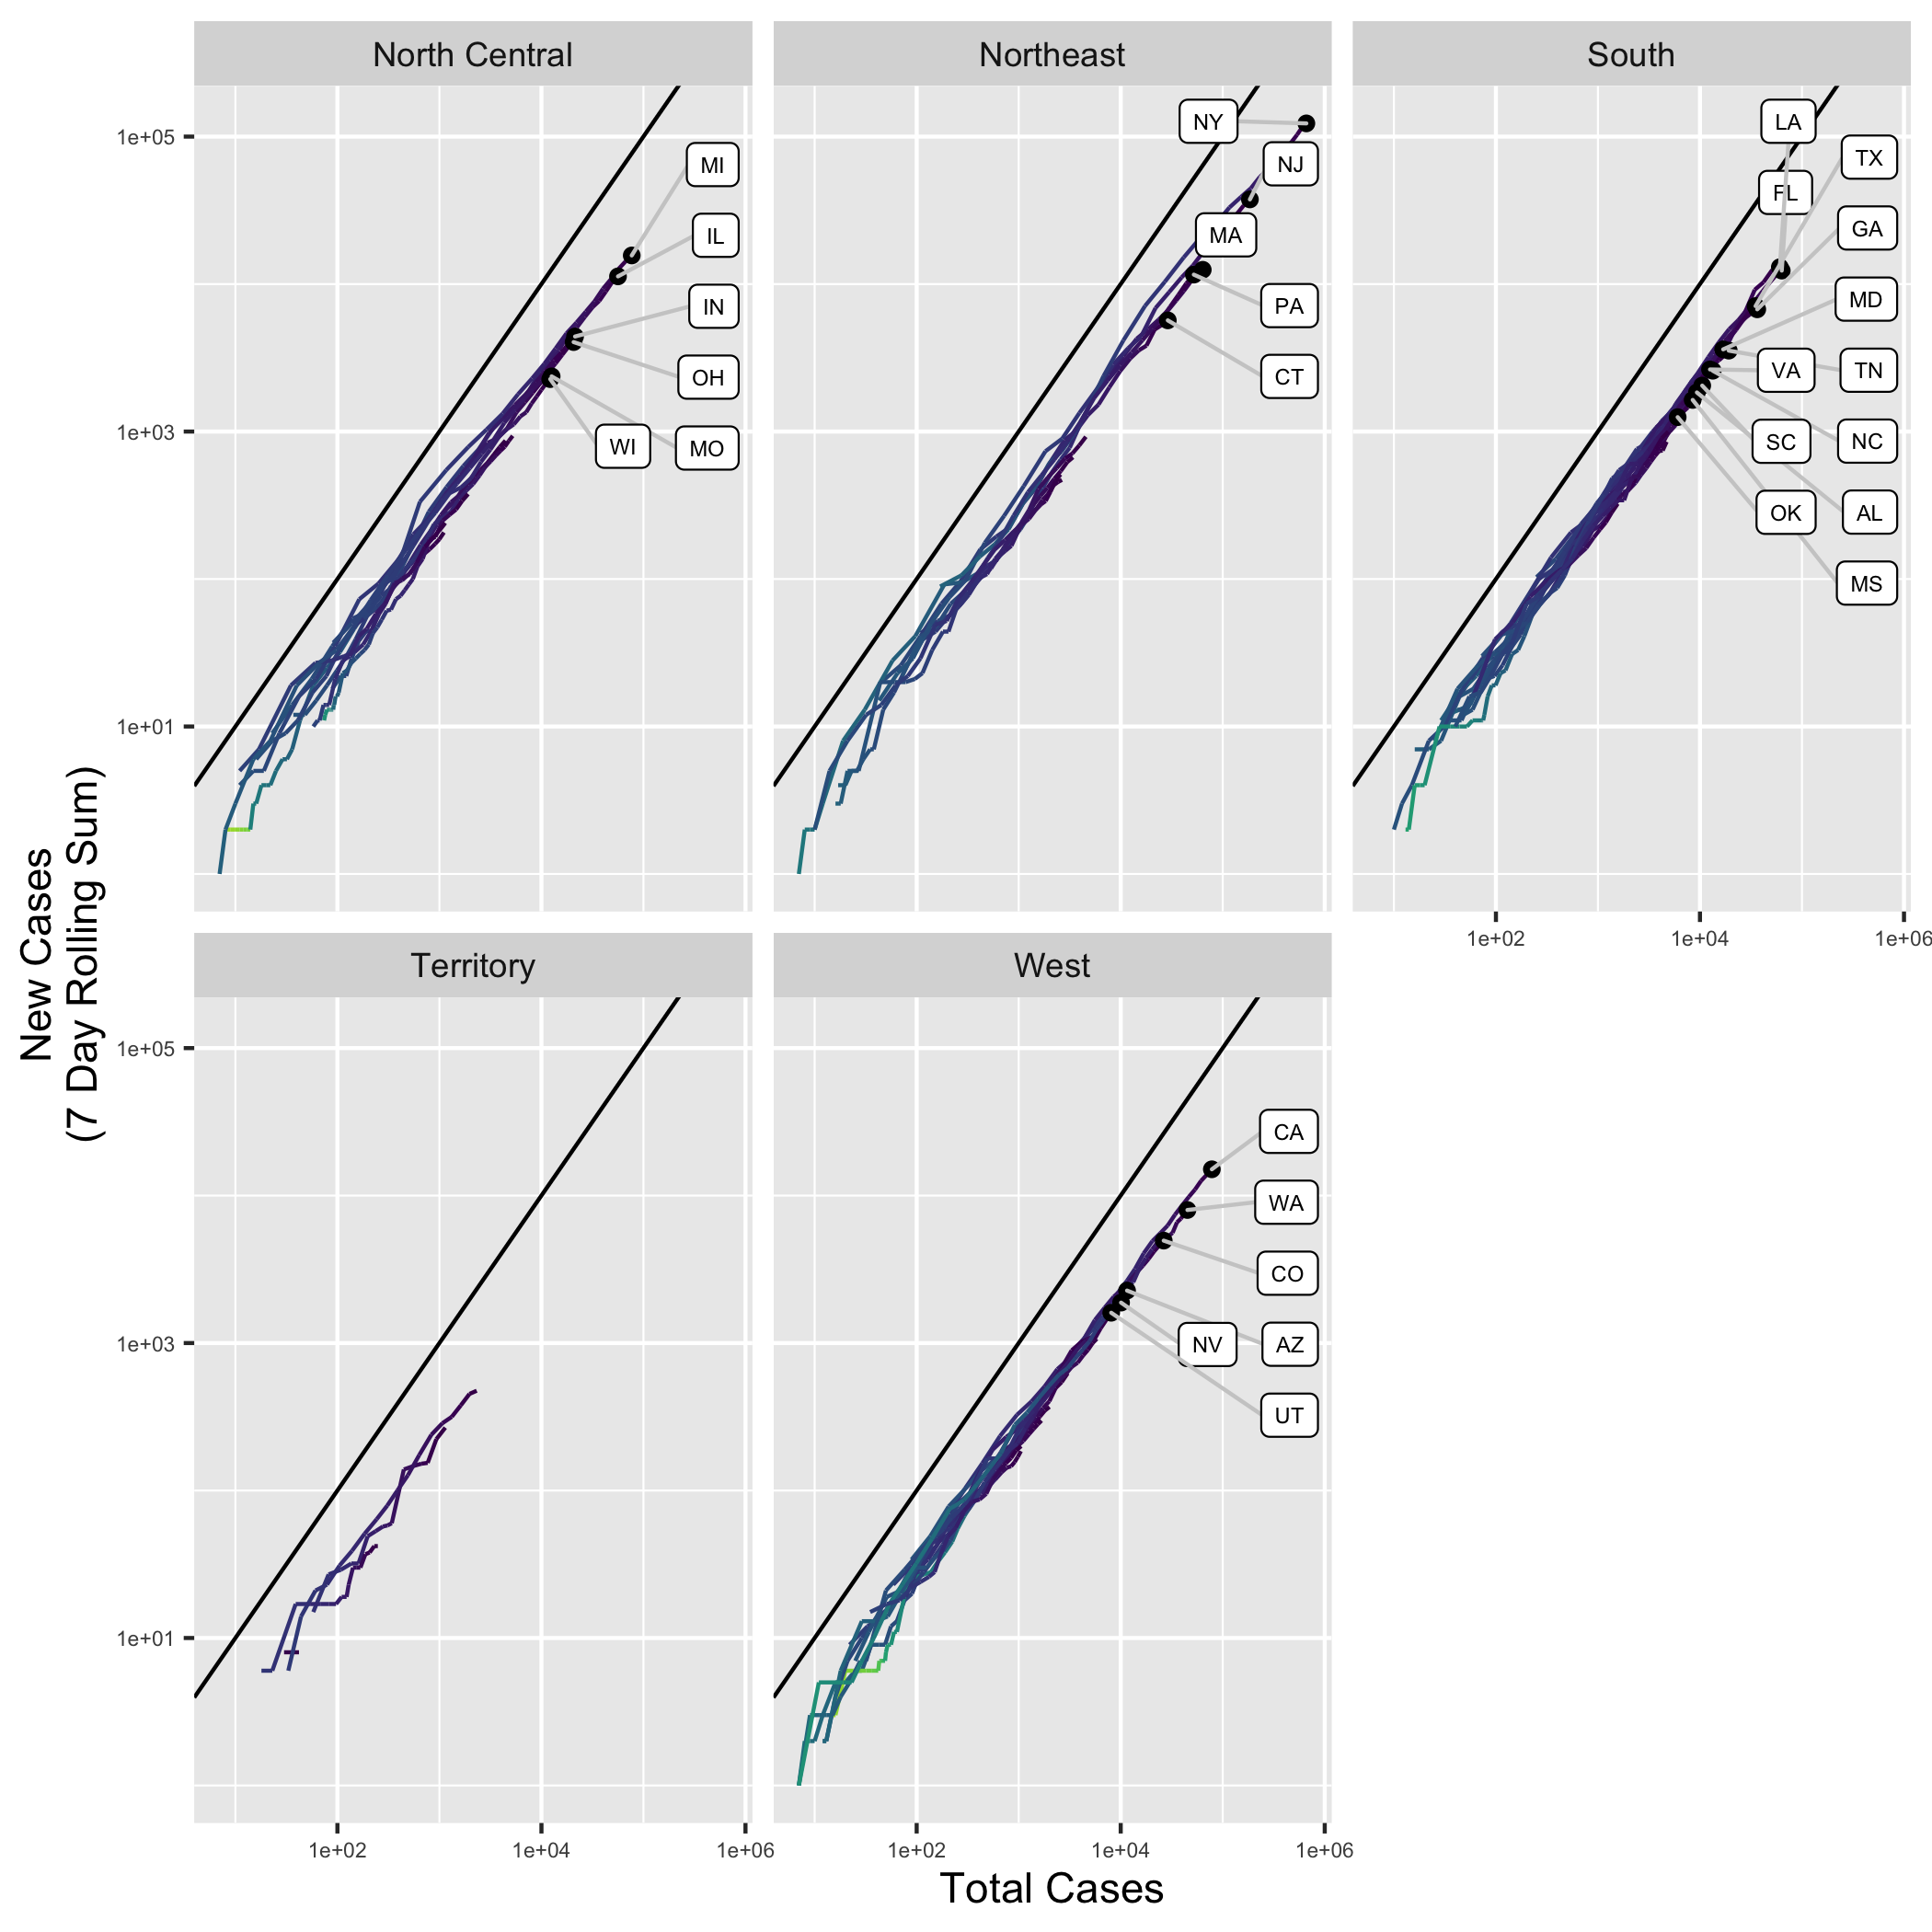 North Central
Northeast
South
1e+05
1e+03
1e+01
MI
IL
IN
OH
WI
MO
NY
NJ
MA
PA
CT
LA
TX
FL
GA
MD
VA
TN
SC
NC
OK
AL
MS
1e+02
1e+04
1e+06
New Cases
(7 Day Rolling Sum)
Territory
West
1e+05
1e+03
1e+01
CA
WA
CO
NV
AZ
UT
1e+02
1e+04
1e+06
1e+02
1e+04
1e+06
Total Cases